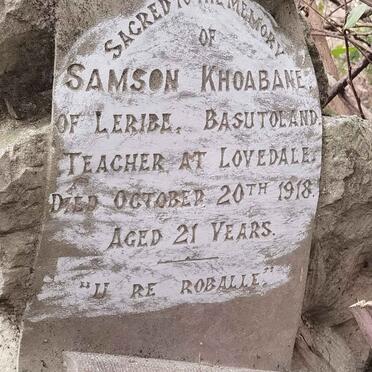 SACRED TO THE MEMORY
OF
SAMSON KHOABANE,
OF LERIBE, BASUTOLAND.
TEACHER AT LOVEDALE.
DIED OCTOBER 20TH 1918.
AGED 21 YEARS.
"U RE ROBALLE."